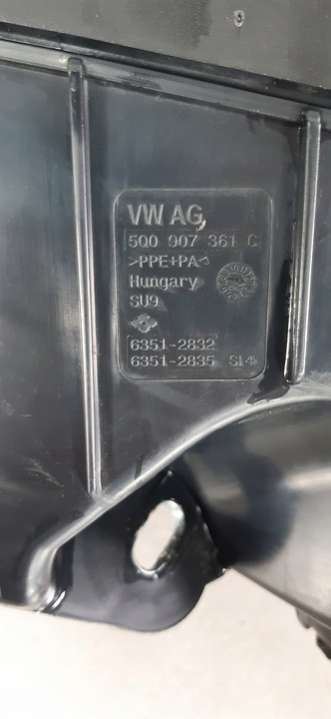 VW AG,
5Q0 907 361 C
>PPE+PA<
Hungary
SU9
6351-2832
6351-2835 S14